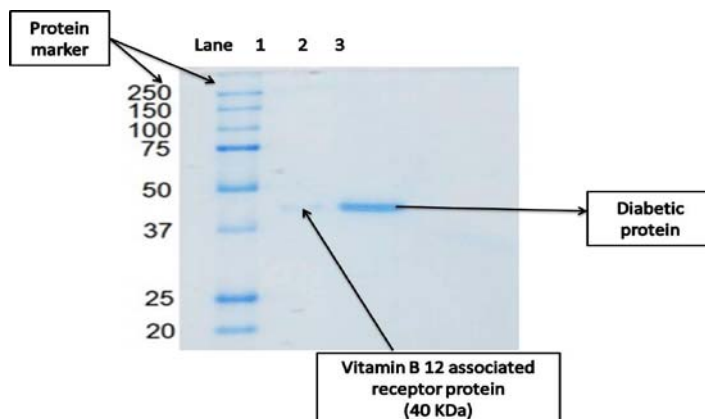 Protein
marker
Lane 1 2 3
250
150
100
75
50
37
25
20
Diabetic
protein
Vitamin B 12 associated
receptor protein
(40 KDa)